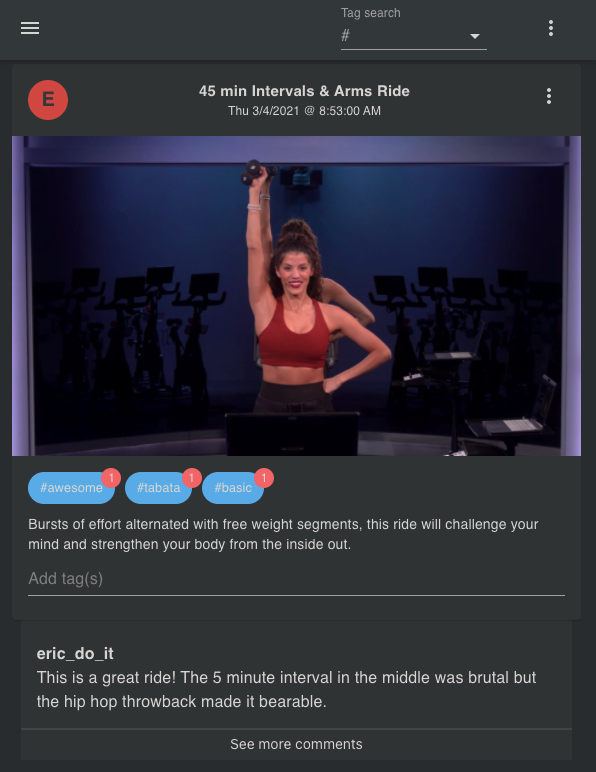 Tag search
#
E
45 min Intervals & Arms Ride
Thu 3/4/2021 @ 8:53:00 AM
#awesome 1 #tabata 1 #basic 1
Bursts of effort alternated with free weight segments, this ride will challenge your
mind and strengthen your body from the inside out.
Add tag(s)
eric_do_it
This is a great ride! The 5 minute interval in the middle was brutal but
the hip hop throwback made it bearable.
See more comments